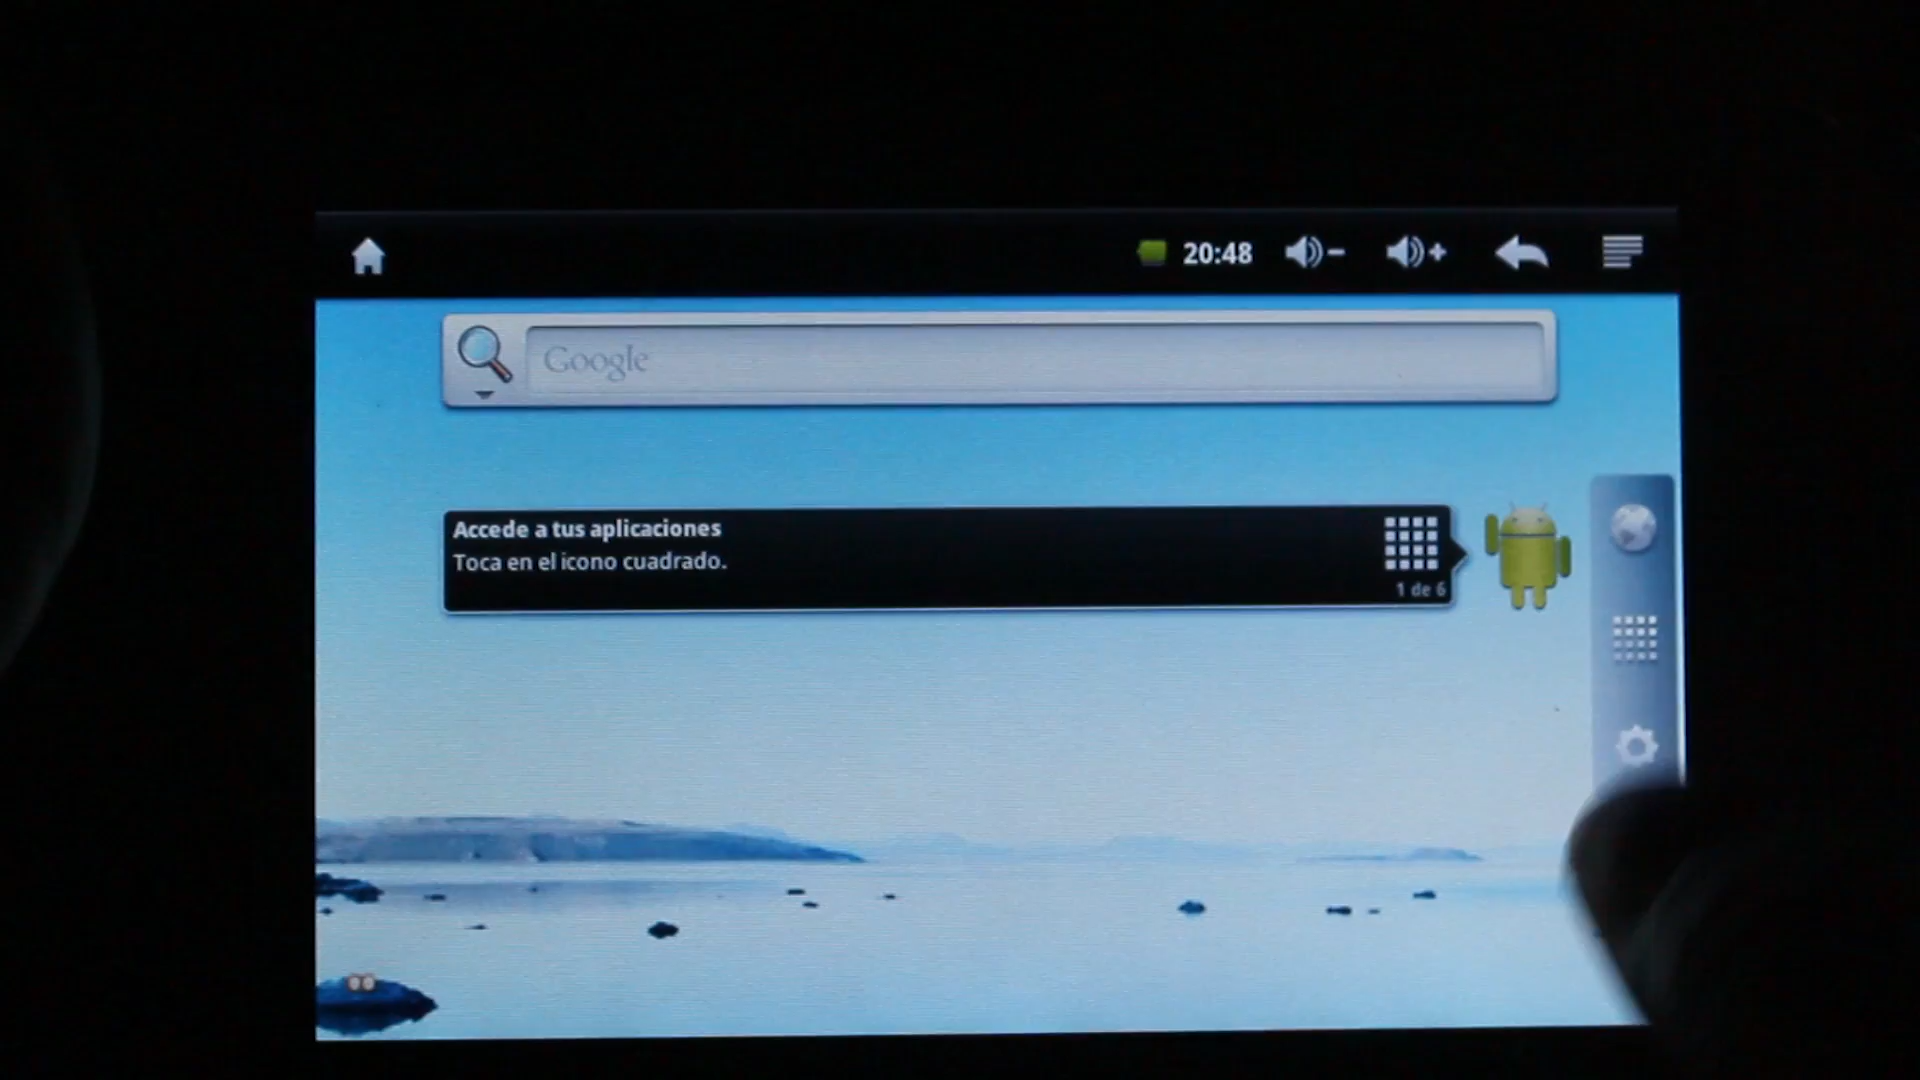 20:48
Google
Accede a tus aplicaciones
Toca en el icono cuadrado.
1 de 6